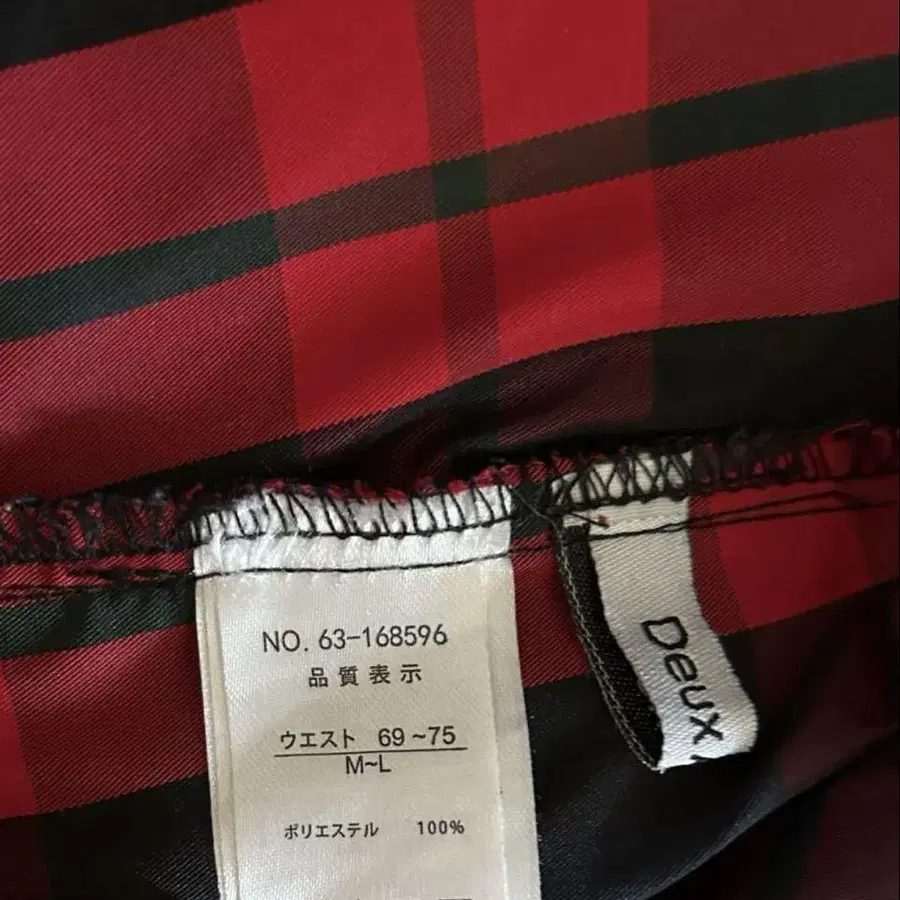 NO. 63-168596
品質表示
ウエスト 69~75
M~L
ポリエステル 100%
Deux